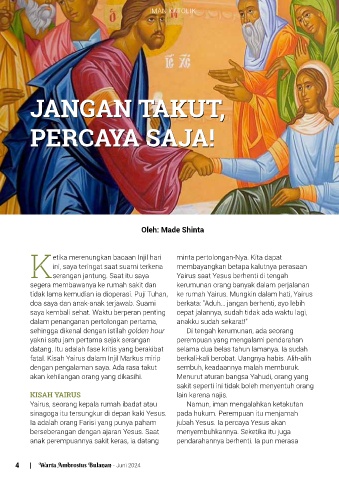 IMAN KATOLIK
IC XC
JANGAN TAKUT,
PERCAYA SAJA!
Oleh: Made Shinta
Ketika merenungkan bacaan Injil hari
ini, saya teringat saat suami terkena
serangan jantung. Saat itu saya
segera membawanya ke rumah sakit dan
tidak lama kemudian ia dioperasi. Puji Tuhan,
doa saya dan anak-anak terjawab. Suami
saya kembali sehat. Waktu berperan penting
dalam penanganan pertolongan pertama,
sehingga dikenal dengan istilah golden hour
yakni satu jam pertama sejak serangan
datang. Itu adalah fase kritis yang berakibat
fatal. Kisah Yairus dalam Injil Markus mirip
dengan pengalaman saya. Ada rasa takut
akan kehilangan orang yang dikasihi.
KISAH YAIRUS
Yairus, seorang kepala rumah ibadat atau
sinagoga itu tersungkur di depan kaki Yesus.
Ia adalah orang Farisi yang punya paham
berseberangan dengan ajaran Yesus. Saat
anak perempuannya sakit keras, ia datang
minta pertolongan-Nya. Kita dapat
membayangkan betapa kalutnya perasaan
Yairus saat Yesus berhenti di tengah
kerumunan orang banyak dalam perjalanan
ke rumah Yairus. Mungkin dalam hati, Yairus
berkata: "Aduh... jangan berhenti, ayo lebih
cepat jalannya, sudah tidak ada waktu lagi,
anakku sudah sekarat!"
Di tengah kerumunan, ada seorang
perempuan yang mengalami pendarahan
selama dua belas tahun lamanya. Ia sudah
berkali-kali berobat. Uangnya habis. Alih-alih
sembuh, keadaannya malah memburuk.
Menurut aturan bangsa Yahudi, orang yang
sakit seperti ini tidak boleh menyentuh orang
lain karena najis.
Namun, iman mengalahkan ketakutan
pada hukum. Perempuan itu menjamah
jubah Yesus. Ia percaya Yesus akan
menyembuhkannya. Seketika itu juga
pendarahannya berhenti. Ia pun merasa
4 | Warta Ambrosius Bulanan - Juni 2024